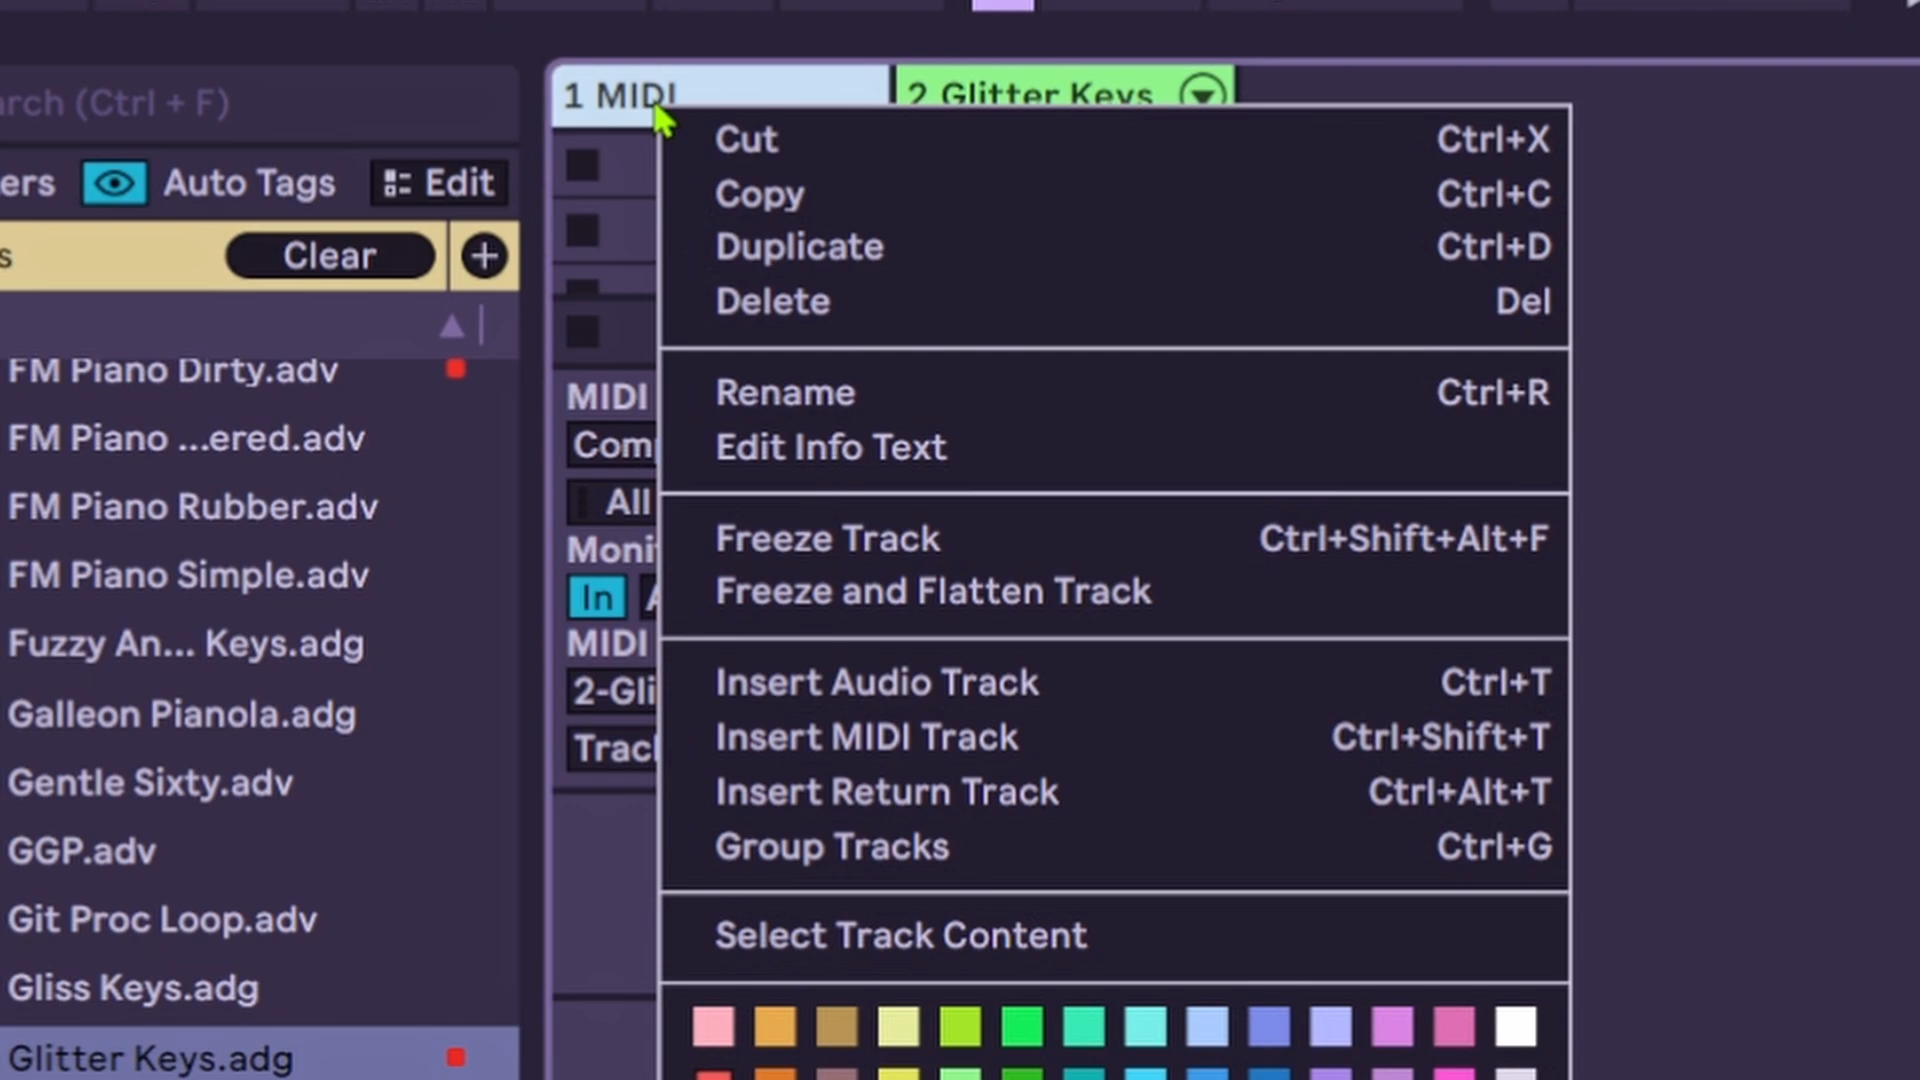 arch (Ctrl + F)
ers Auto Tags Edit
s Clear
FM Piano Dirty.adv
FM Piano ...ered.adv
FM Piano Rubber.adv
FM Piano Simple.adv
Fuzzy An... Keys.adg
Galleon Pianola.adg
Gentle Sixty.adv
GGP.adv
Git Proc Loop.adv
Gliss Keys.adg
Glitter Keys.adg
1 MIDI
2 Glitter Keys
MIDI
Com
All
Moni
In A
MIDI
2-Gli
Track
Cut Ctrl+X
Copy Ctrl+C
Duplicate Ctrl+D
Delete Del
Rename Ctrl+R
Edit Info Text
Freeze Track Ctrl+Shift+Alt+F
Freeze and Flatten Track
Insert Audio Track Ctrl+T
Insert MIDI Track Ctrl+Shift+T
Insert Return Track Ctrl+Alt+T
Group Tracks Ctrl+G
Select Track Content